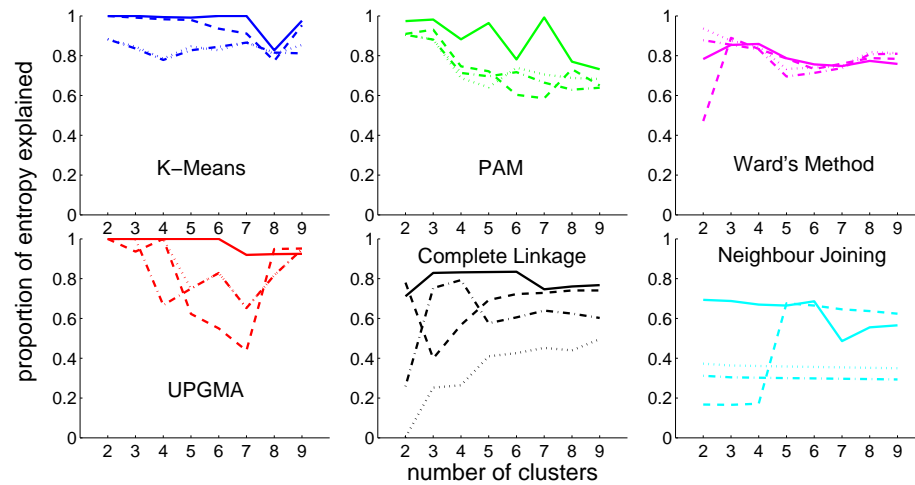 proportion of entropy explained
1
0.8
0.6
0.4
0.2
0
2 3 4 5 6 7 8 9
K−Means
1
0.8
0.6
0.4
0.2
0
2 3 4 5 6 7 8 9
PAM
1
0.8
0.6
0.4
0.2
0
2 3 4 5 6 7 8 9
Ward's Method
1
0.8
0.6
0.4
0.2
0
2 3 4 5 6 7 8 9
UPGMA
1
0.8
0.6
0.4
0.2
0
2 3 4 5 6 7 8 9
Complete Linkage
1
0.8
0.6
0.4
0.2
0
2 3 4 5 6 7 8 9
Neighbour Joining
number of clusters